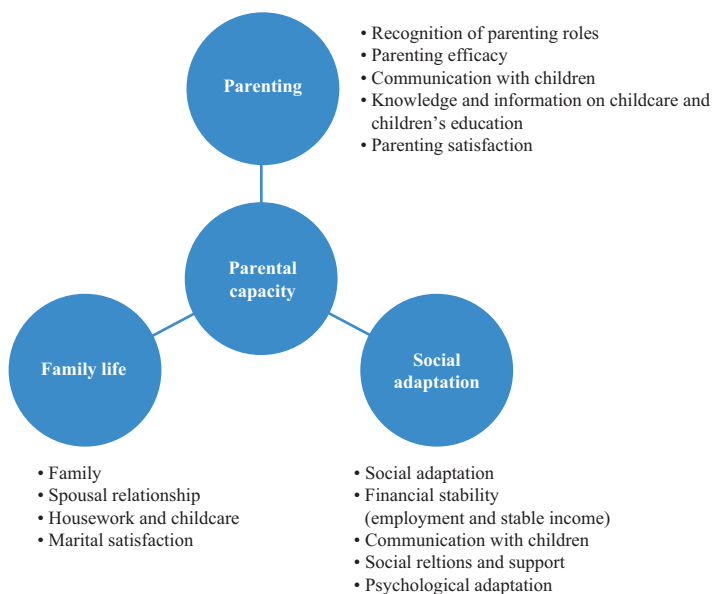 Parenting
• Recognition of parenting roles
• Parenting efficacy
• Communication with children
• Knowledge and information on childcare and
children’s education
• Parenting satisfaction
Parental
capacity
Family life
• Family
• Spousal relationship
• Housework and childcare
• Marital satisfaction
Social
adaptation
• Social adaptation
• Financial stability
(employment and stable income)
• Communication with children
• Social reltions and support
• Psychological adaptation